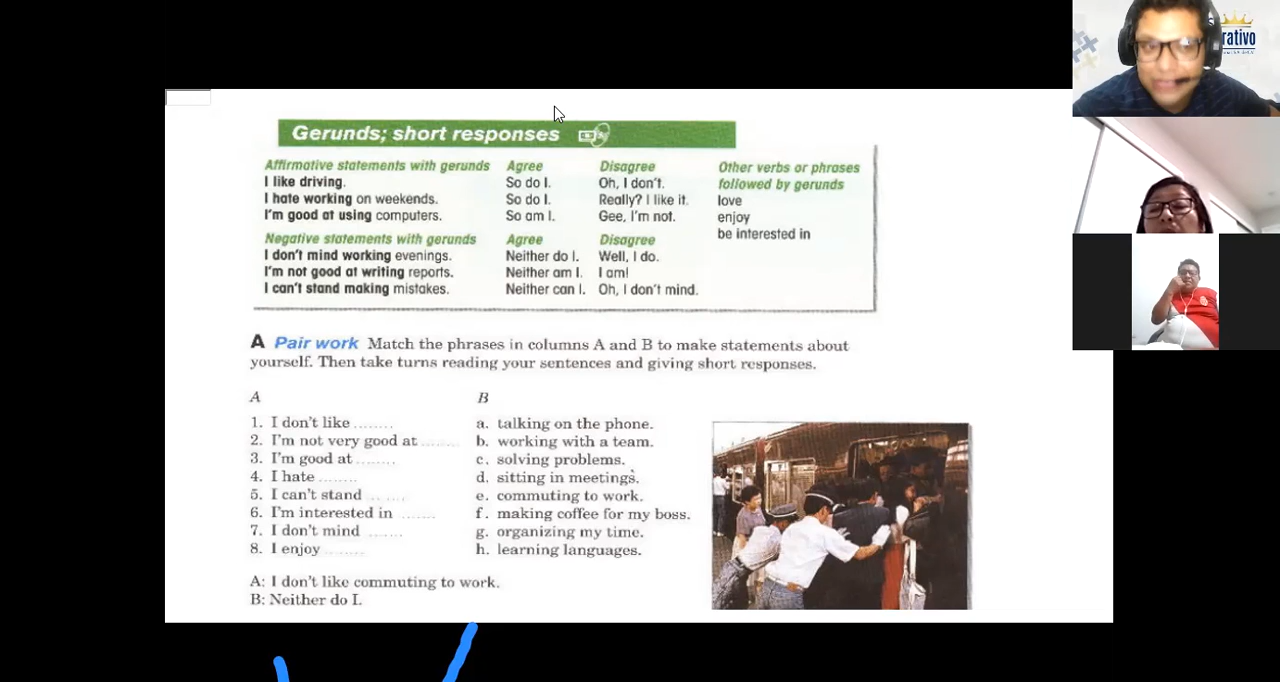 Gerunds; short responses
Affirmative statements with gerunds Agree Disagree Other verbs or phrases
I like driving. So do I. Oh, I don't. followed by gerunds
I hate working on weekends. So do I. Really? I like it. love
I'm good at using computers. So am I. Gee, I'm not. enjoy
Negative statements with gerunds Agree Disagree be interested in
I don't mind working evenings. Neither do I. Well, I do.
I'm not good at writing reports. Neither am I. I am!
I can't stand making mistakes. Neither can I. Oh, I don't mind.
A Pair work Match the phrases in columns A and B to make statements about
yourself. Then take turns reading your sentences and giving short responses.
A B
1. I don't like ........ a. talking on the phone.
2. I'm not very good at ........ b. working with a team.
3. I'm good at ........ c. solving problems.
4. I hate ........ d. sitting in meetings.
5. I can't stand ........ e. commuting to work.
6. I'm interested in ........ f. making coffee for my boss.
7. I don't mind ........ g. organizing my time.
8. I enjoy ........ h. learning languages.
A: I don't like commuting to work.
B: Neither do I.